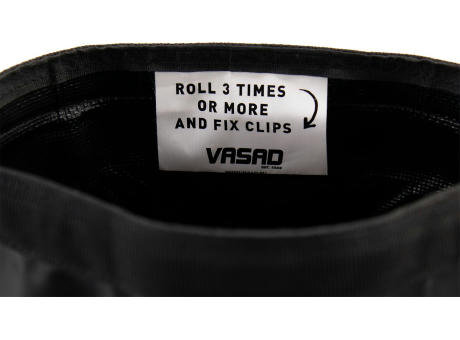 ROLL 3 TIMES
OR MORE
AND FIX CLIPS
VASAD